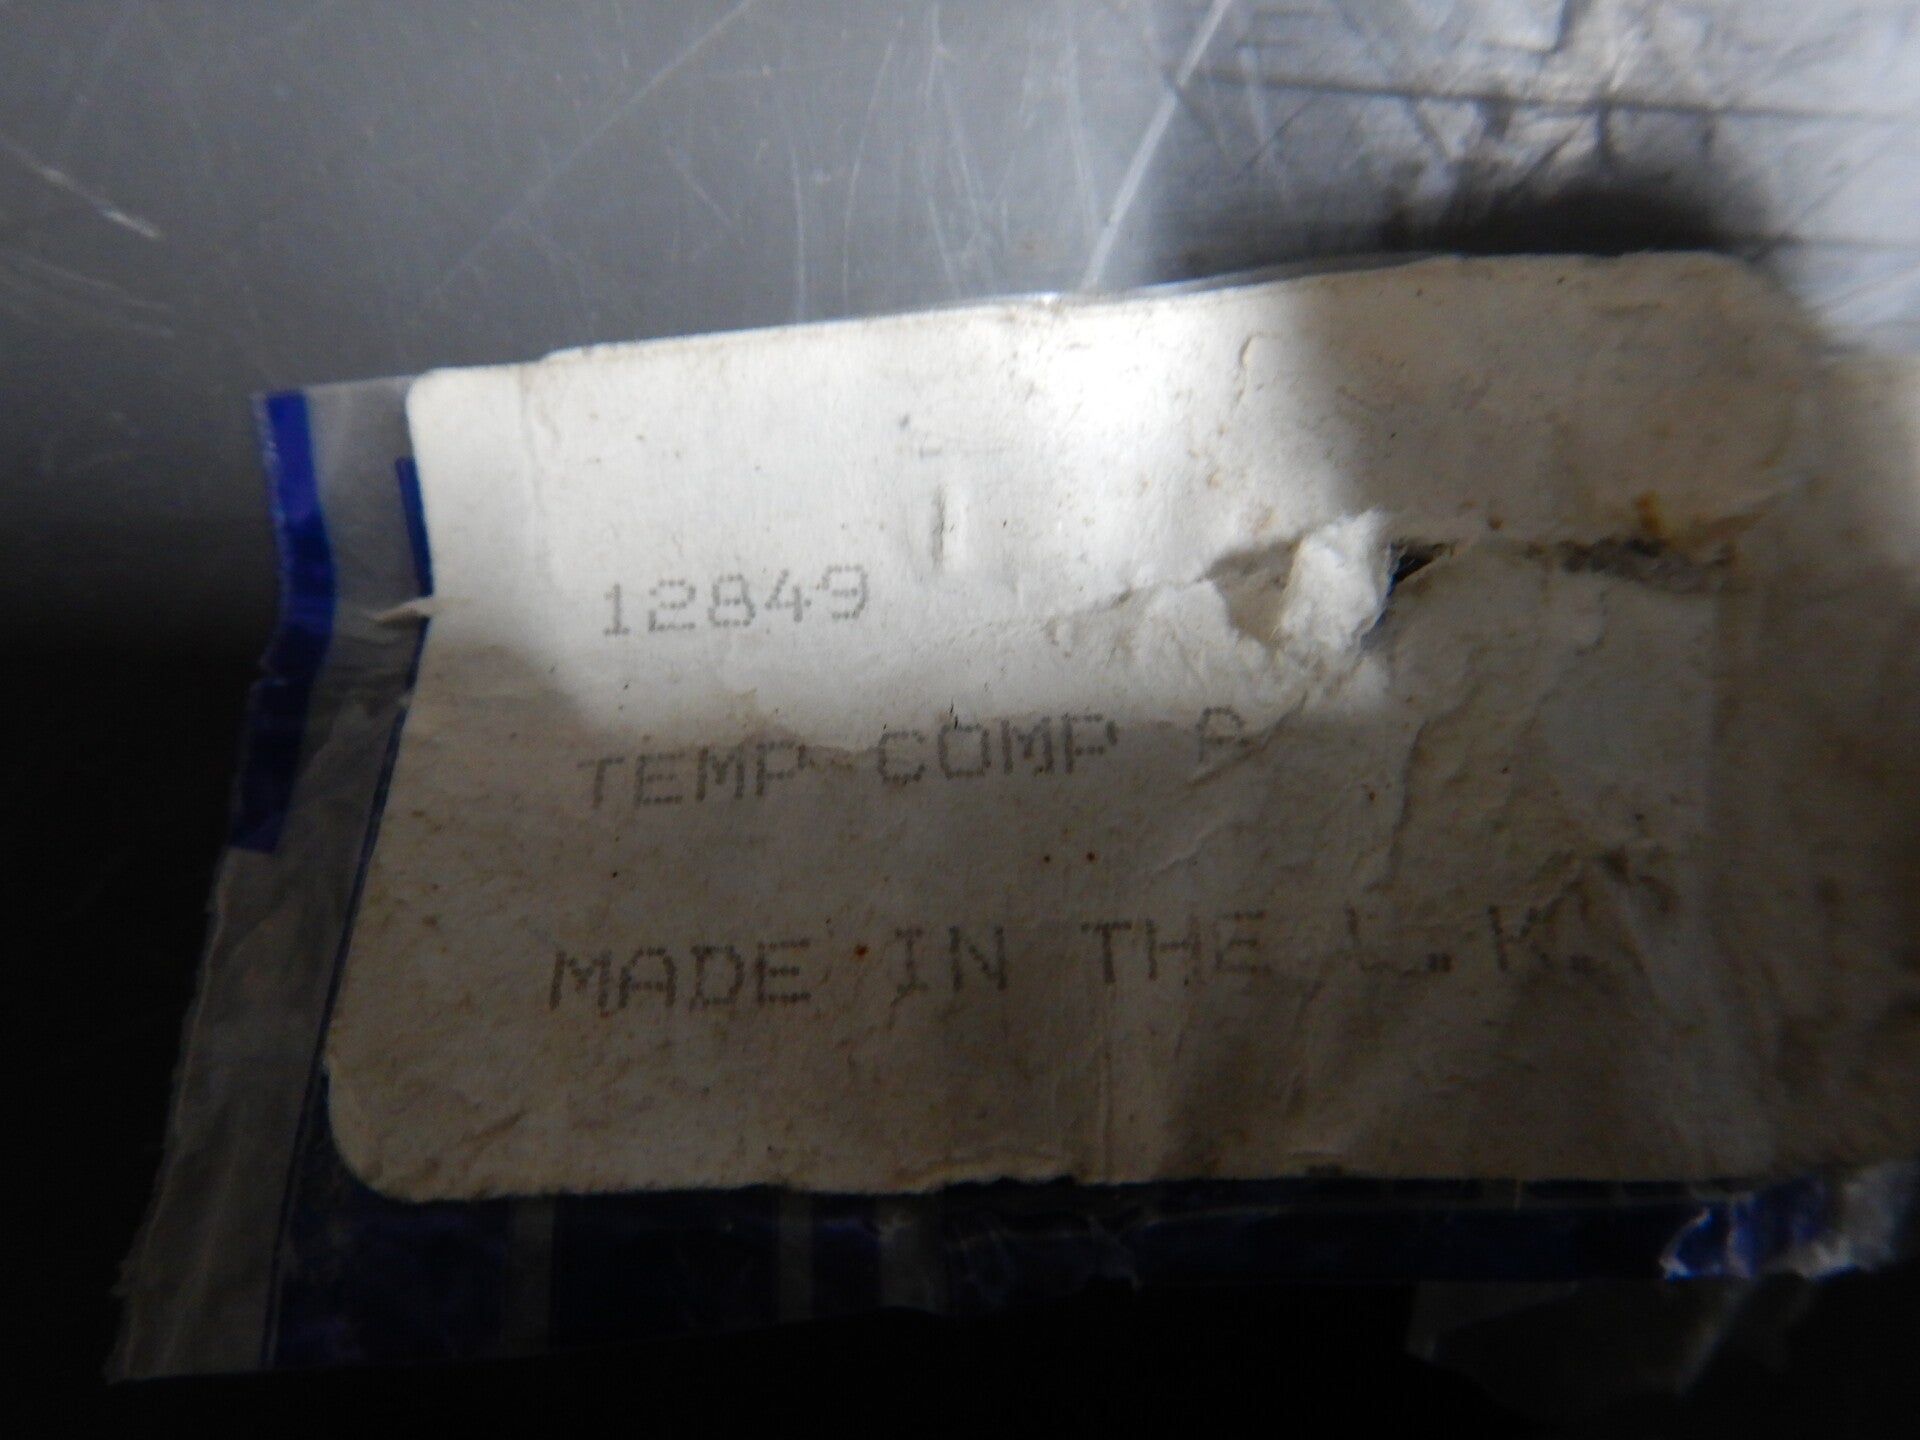 12849
TEMP COMP
MADE IN THE U.K.